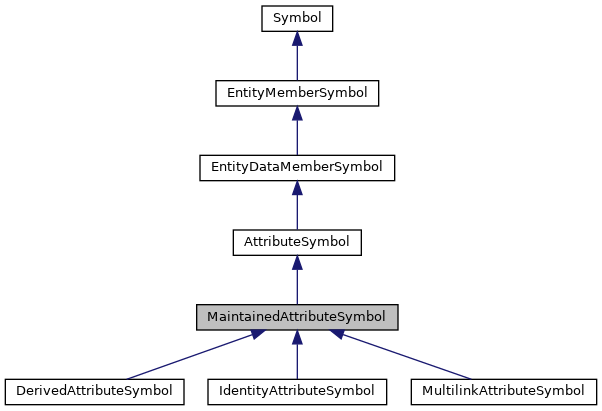 Symbol
EntityMemberSymbol
EntityDataMemberSymbol
AttributeSymbol
MaintainedAttributeSymbol
DerivedAttributeSymbol
IdentityAttributeSymbol
MultilinkAttributeSymbol